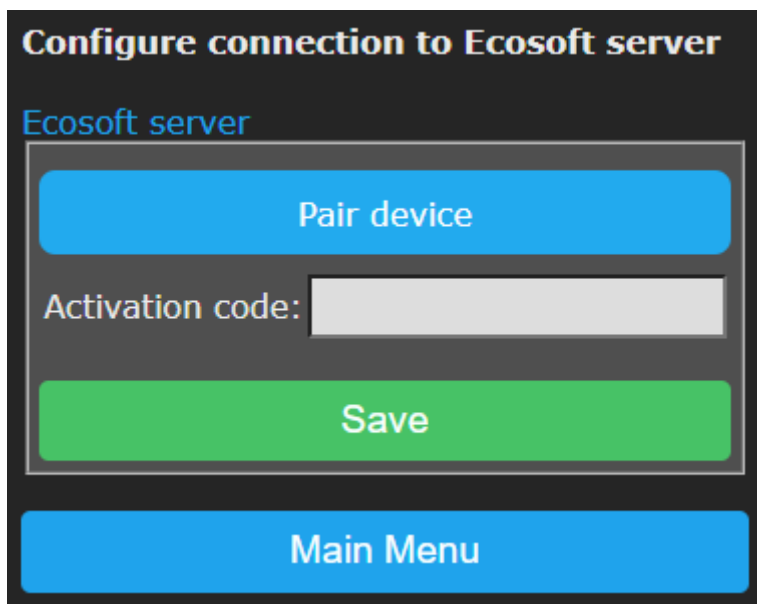 Configure connection to Ecosoft server
Ecosoft server
Pair device
Activation code:
Save
Main Menu